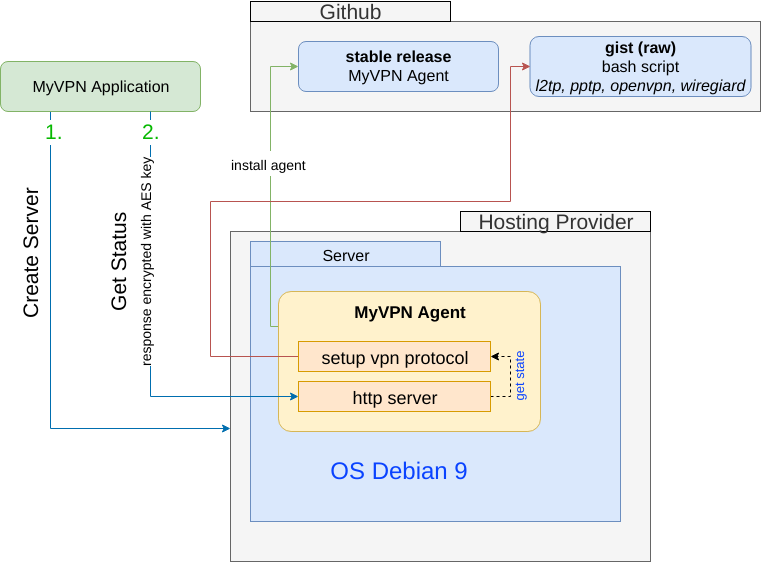 Github
stable release
MyVPN Agent
gist (raw)
bash script
l2tp, pptp, openvpn, wiregiard
MyVPN Application
1.
2.
install agent
Create Server
Get Status
response encrypted with AES key
Hosting Provider
Server
MyVPN Agent
setup vpn protocol
http server
get state
OS Debian 9